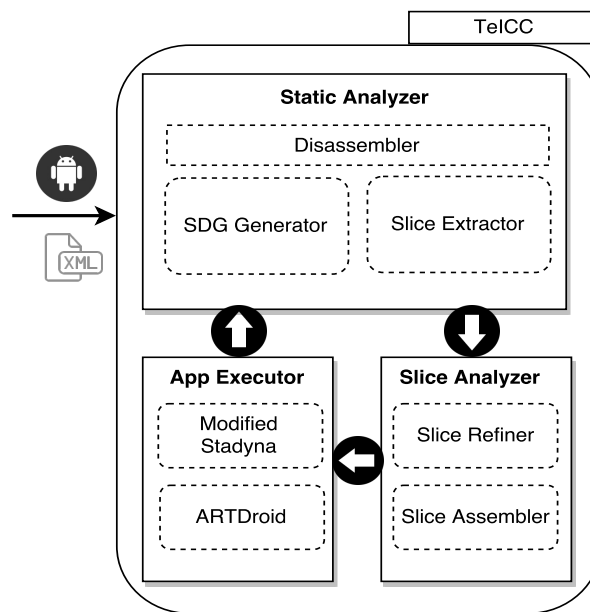 TeICC
Static Analyzer
Disassembler
SDG Generator
Slice Extractor
XML
App Executor
Modified
Stadyna
ARTDroid
Slice Analyzer
Slice Refiner
Slice Assembler